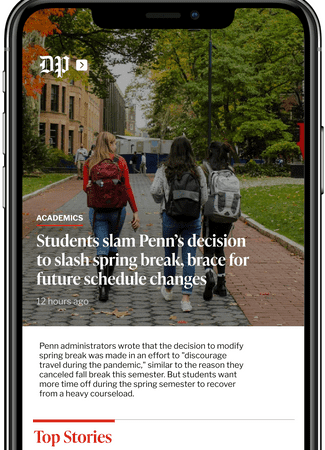 DP
ACADEMICS
Students slam Penn's decision
to slash spring break, brace for
future schedule changes
12 hours ago
Penn administrators wrote that the decision to modify
spring break was made in an effort to "discourage
travel during the pandemic," similar to the reason they
canceled fall break this semester. But students want
more time off during the spring semester to recover
from a heavy courseload.
Top Stories